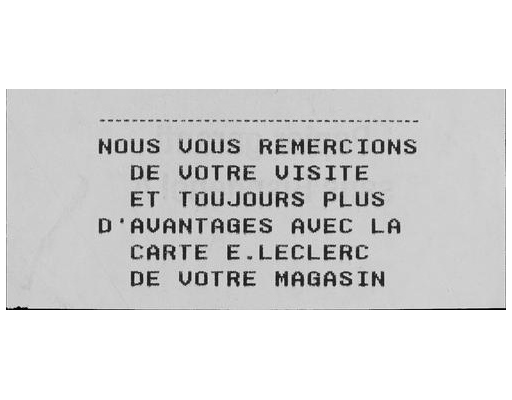 ----------------------------------------
NOUS VOUS REMERCIONS
DE VOTRE VISITE
ET TOUJOURS PLUS
D'AVANTAGES AVEC LA
CARTE E.LECLERC
DE VOTRE MAGASIN